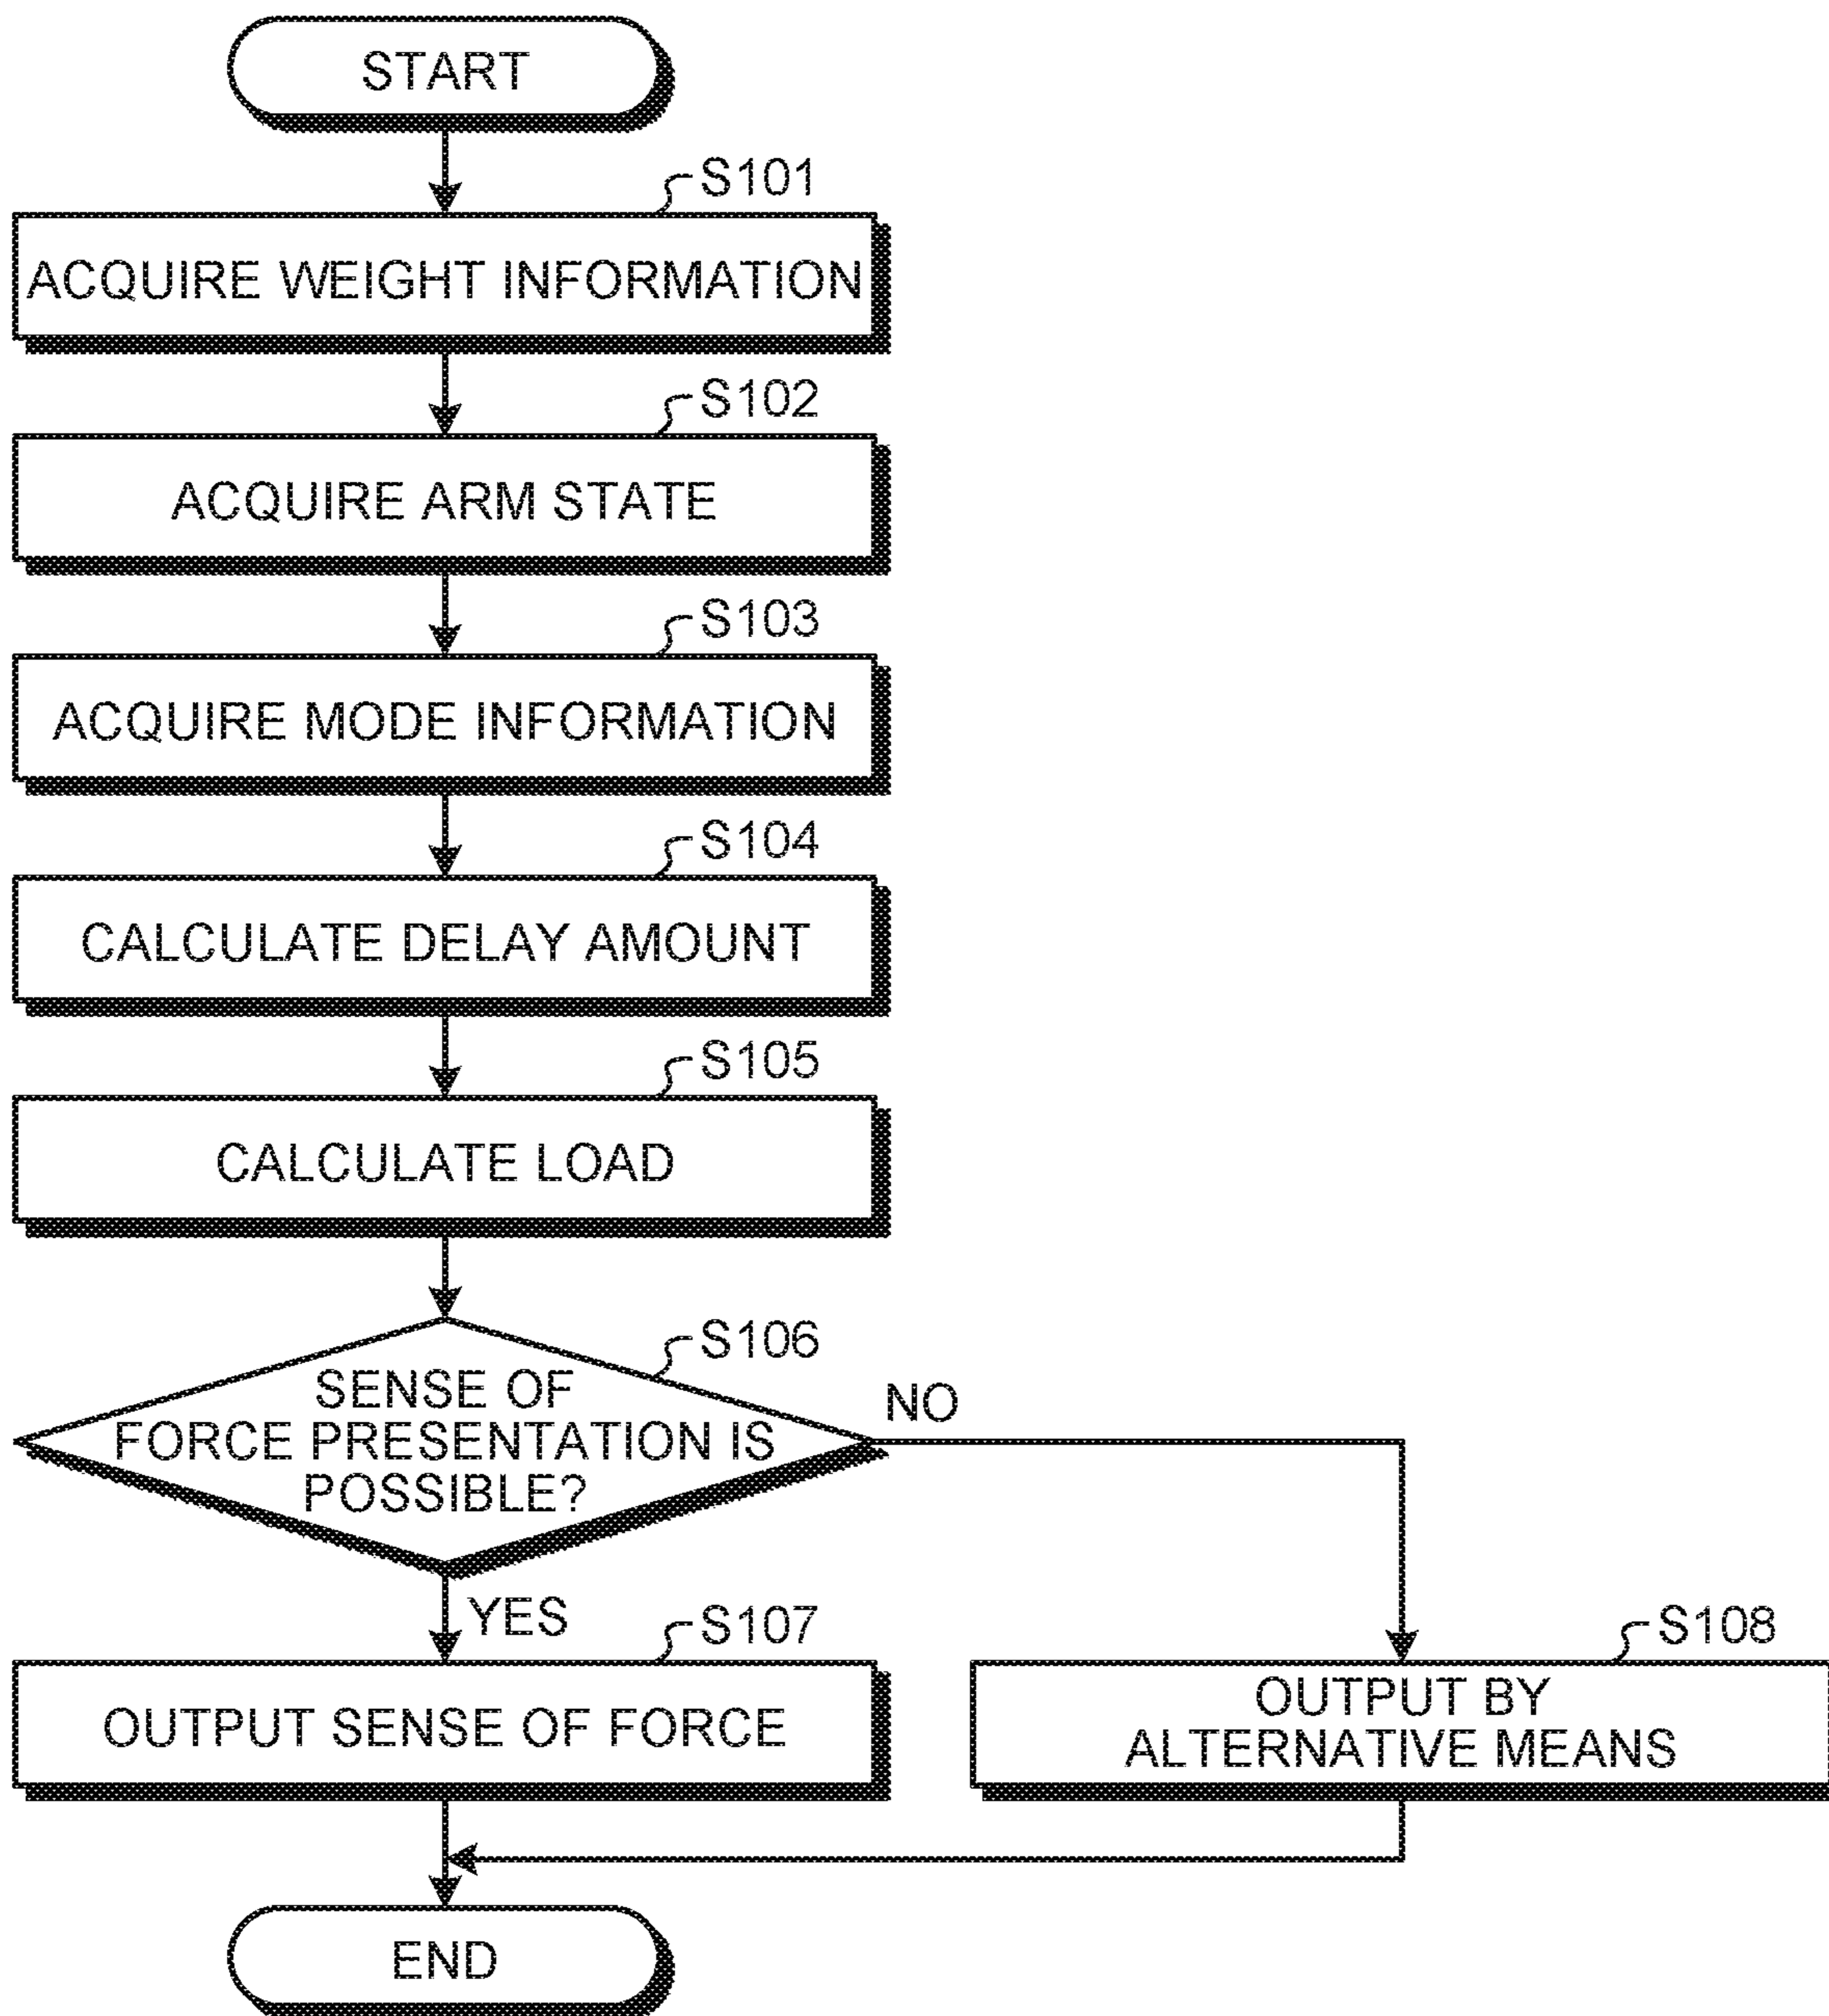 START
S101
ACQUIRE WEIGHT INFORMATION
S102
ACQUIRE ARM STATE
S103
ACQUIRE MODE INFORMATION
S104
CALCULATE DELAY AMOUNT
S105
CALCULATE LOAD
S106
SENSE OF
FORCE PRESENTATION IS
POSSIBLE?
NO
YES
S107
OUTPUT SENSE OF FORCE
S108
OUTPUT BY
ALTERNATIVE MEANS
END